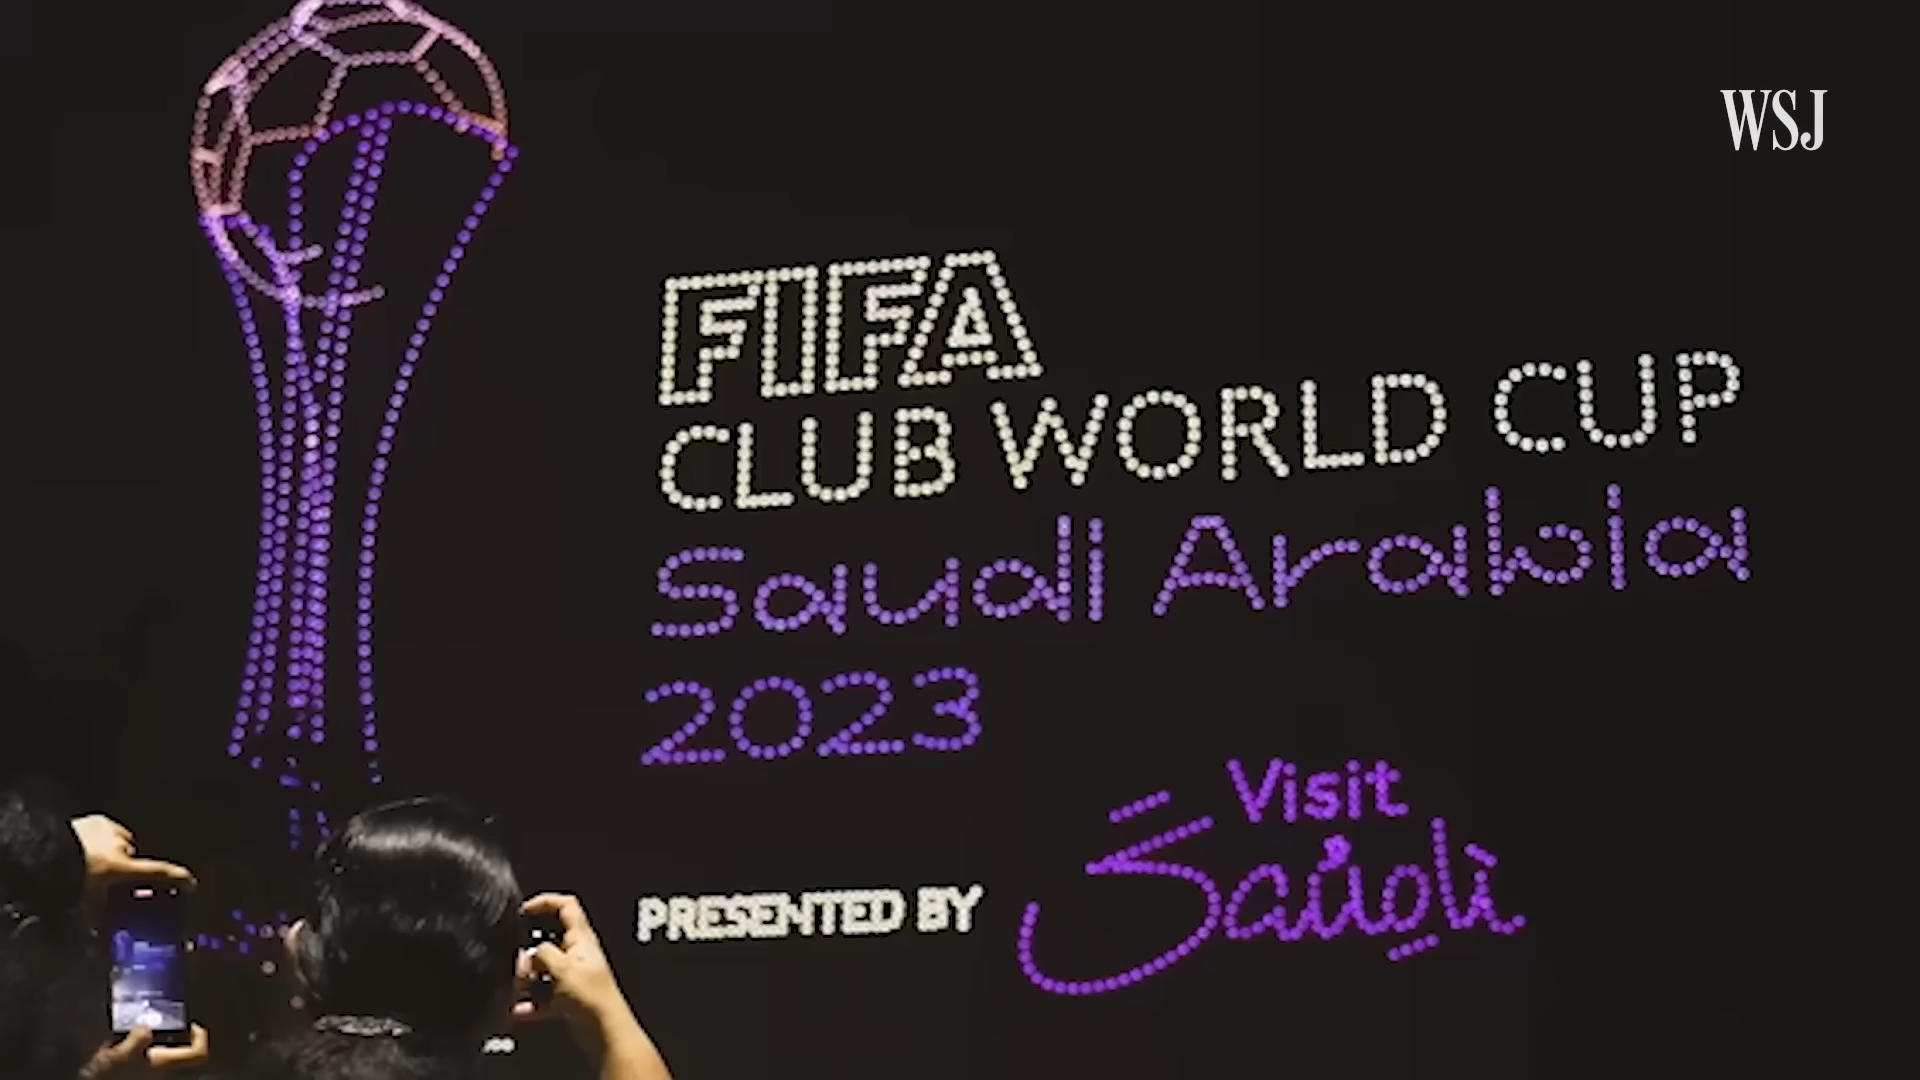 WSJ
FIFA
CLUB WORLD CUP
Saudi Arabia
2023
PRESENTED BY
Visit
Saudi